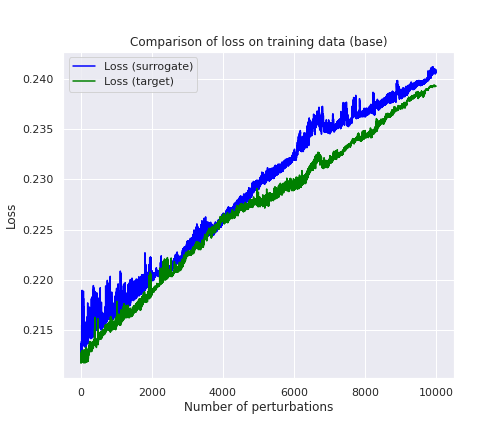 Comparison of loss on training data (base)
Loss (surrogate)
Loss (target)
0.240
0.235
0.230
0.225
0.220
0.215
Loss
0 2000 4000 6000 8000 10000
Number of perturbations